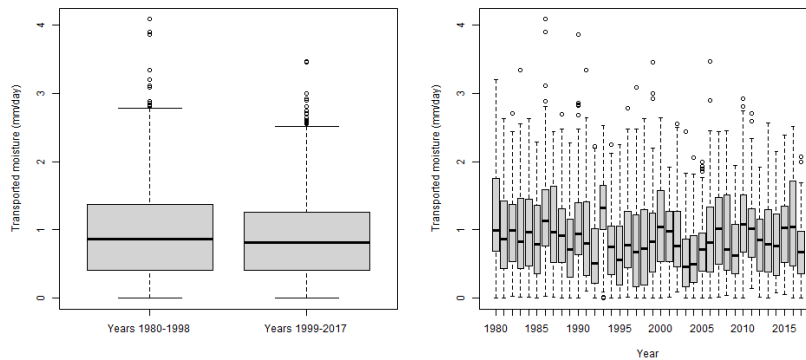 Transported moisture (mm/day)
4
3
2
1
0
Years 1980-1998
Years 1999-2017
Transported moisture (mm/day)
4
3
2
1
0
1980 1985 1990 1995 2000 2005 2010 2015
Year